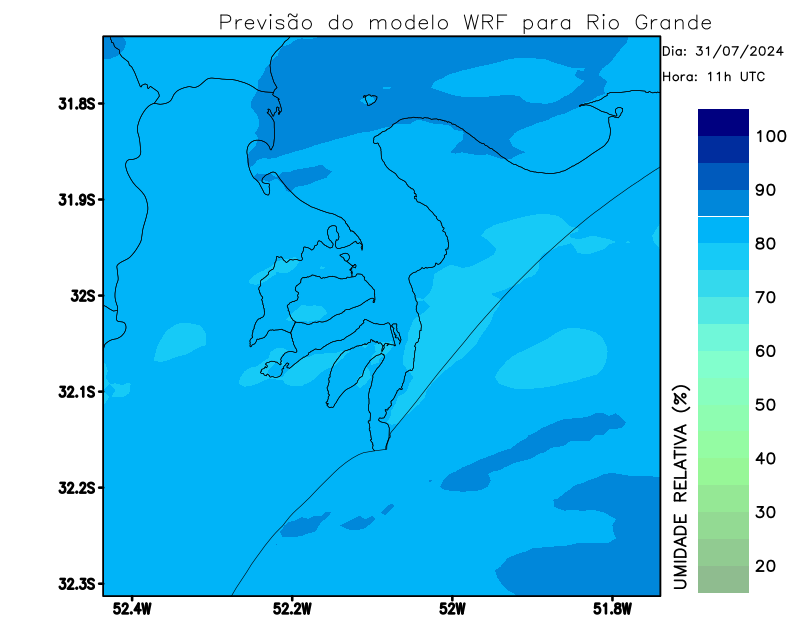 Previsão do modelo WRF para Rio Grande
Dia: 31/07/2024
Hora: 11h UTC
31.8S
31.9S
32S
32.1S
32.2S
32.3S
52.4W
52.2W
52W
51.8W
100
90
80
70
60
50
40
30
20
UMIDADE RELATIVA (%)